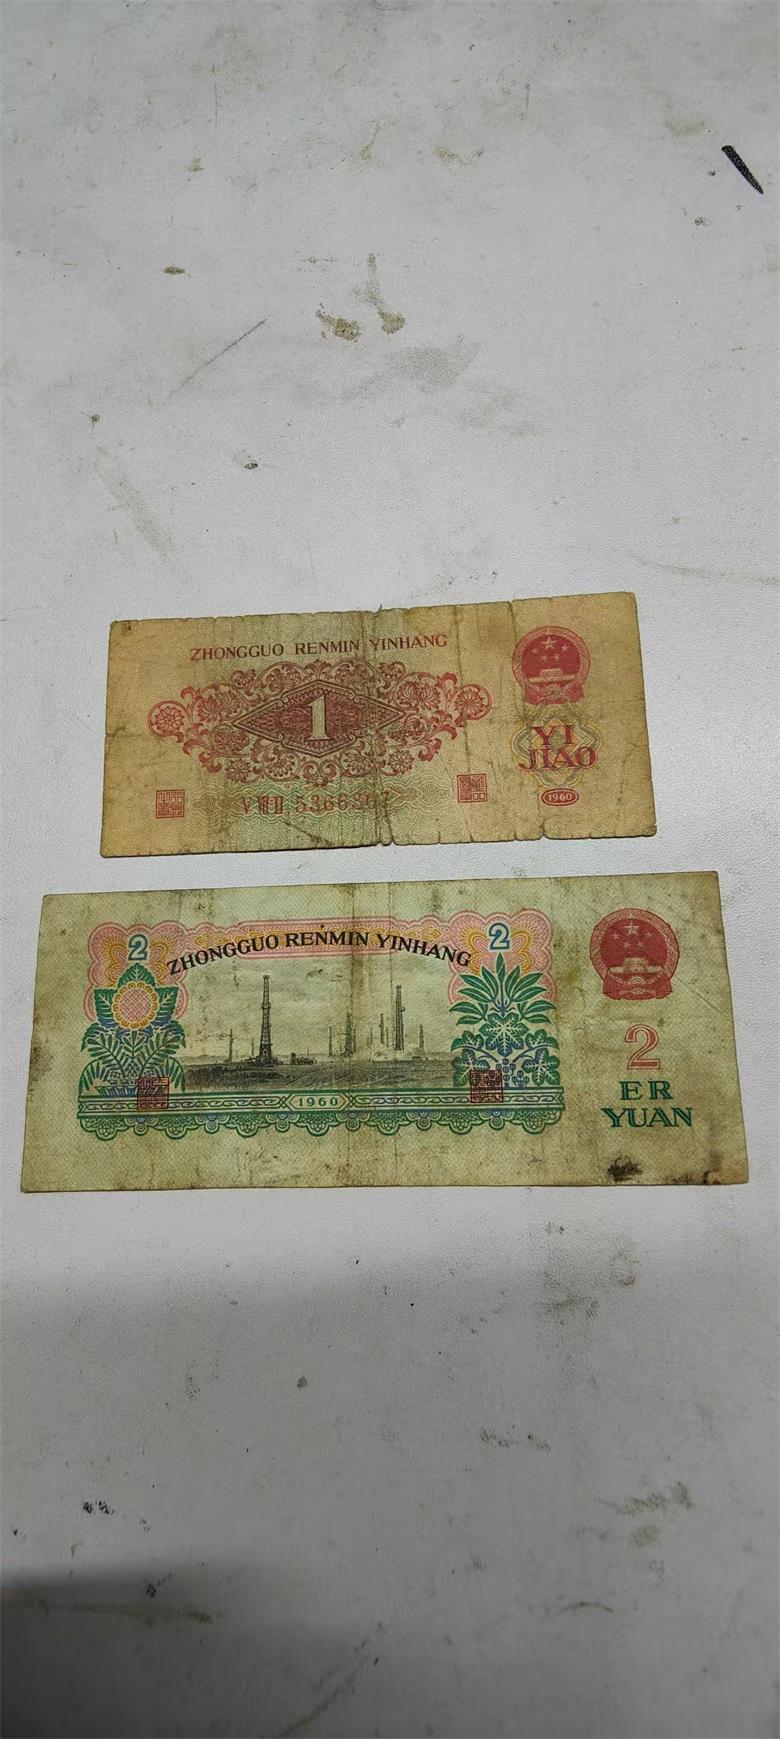 ZHONGGUO RENMIN YINHANG
1
YI
JIAO
1960
2
2
ZHONGGUO RENMIN YINHANG
1960
2
ER
YUAN